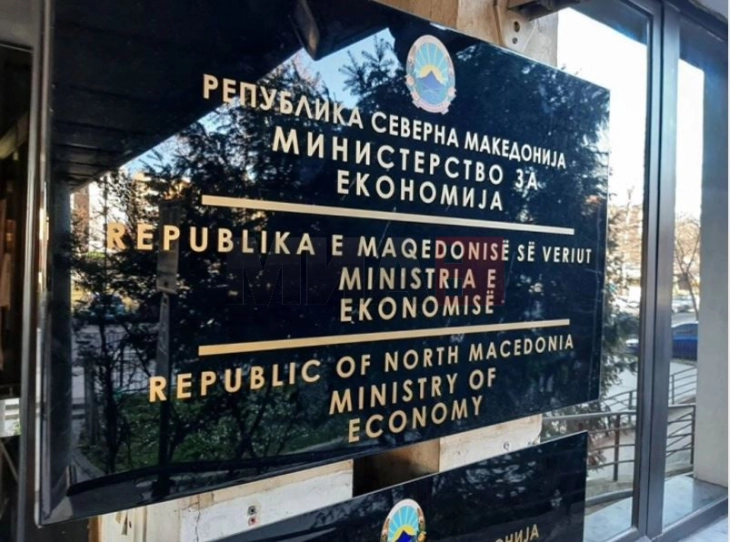 РЕПУБЛИКА СЕВЕРНА МАКЕДОНИЈА
МИНИСТЕРСТВО ЗА
ЕКОНОМИЈА
REPUBLIKA E MAQEDONISË SË VERIUT
MINISTRIA E
EKONOMISË
REPUBLIC OF NORTH MACEDONIA
MINISTRY OF
ECONOMY